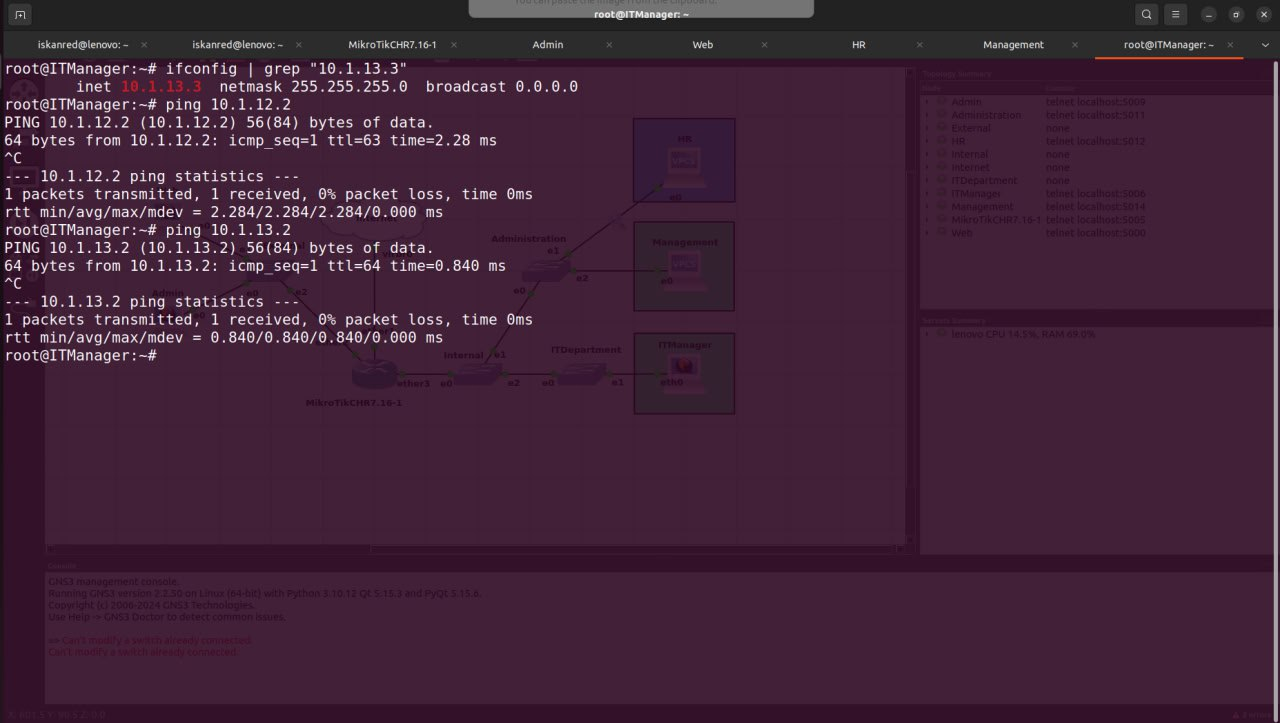 You can paste the image from the clipboard.
root@ITManager: ~
iskanred@lenovo: ~
iskanred@lenovo: ~
MikroTikCHR7.16-1
Admin
Web
HR
Management
root@ITManager: ~
root@ITManager:~# ifconfig | grep "10.1.13.3"
inet 10.1.13.3 netmask 255.255.255.0 broadcast 0.0.0.0
root@ITManager:~# ping 10.1.12.2
PING 10.1.12.2 (10.1.12.2) 56(84) bytes of data.
64 bytes from 10.1.12.2: icmp_seq=1 ttl=63 time=2.28 ms
^C
--- 10.1.12.2 ping statistics ---
1 packets transmitted, 1 received, 0% packet loss, time 0ms
rtt min/avg/max/mdev = 2.284/2.284/2.284/0.000 ms
root@ITManager:~# ping 10.1.13.2
PING 10.1.13.2 (10.1.13.2) 56(84) bytes of data.
64 bytes from 10.1.13.2: icmp_seq=1 ttl=64 time=0.840 ms
^C
--- 10.1.13.2 ping statistics ---
1 packets transmitted, 1 received, 0% packet loss, time 0ms
rtt min/avg/max/mdev = 0.840/0.840/0.840/0.000 ms
root@ITManager:~#
HR
VPCS
e0
Administration
e1
e2
e0
Management
VPCS
e0
Internet
Admin
e0
e0
e2
Internal
e1
ITDepartment
ITManager
ether3
e0
e2
e0
e1
eth0
MikroTikCHR7.16-1
Topology Summary
Node
Console
Admin telnet localhost:5009
Administration telnet localhost:5011
External none
HR telnet localhost:5012
Internal none
Internet none
ITDepartment none
ITManager telnet localhost:5006
Management telnet localhost:5014
MikroTikCHR7.16-1 telnet localhost:5005
Web telnet localhost:5000
Servers Summary
lenovo CPU 14.5%, RAM 69.0%
Console
GNS3 management console.
Running GNS3 version 2.2.50 on Linux (64-bit) with Python 3.10.12 Qt 5.15.3 and PyQt 5.15.6.
Copyright (c) 2006-2024 GNS3 Technologies.
Use Help -> GNS3 Doctor to detect common issues.
=> Can't modify a switch already connected.
Can't modify a switch already connected.